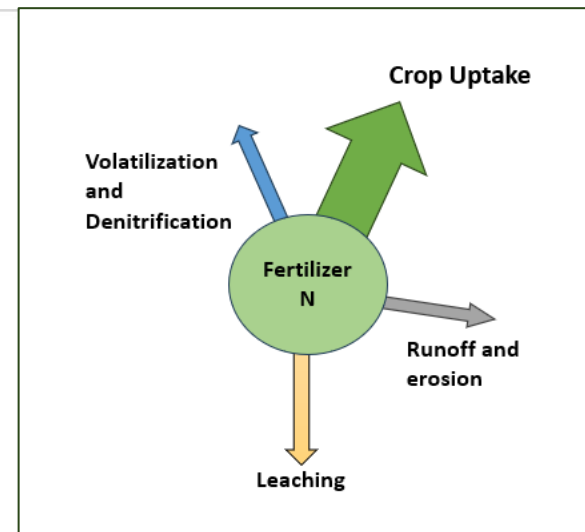 Crop Uptake
Volatilization
and
Denitrification
Fertilizer
N
Runoff and
erosion
Leaching